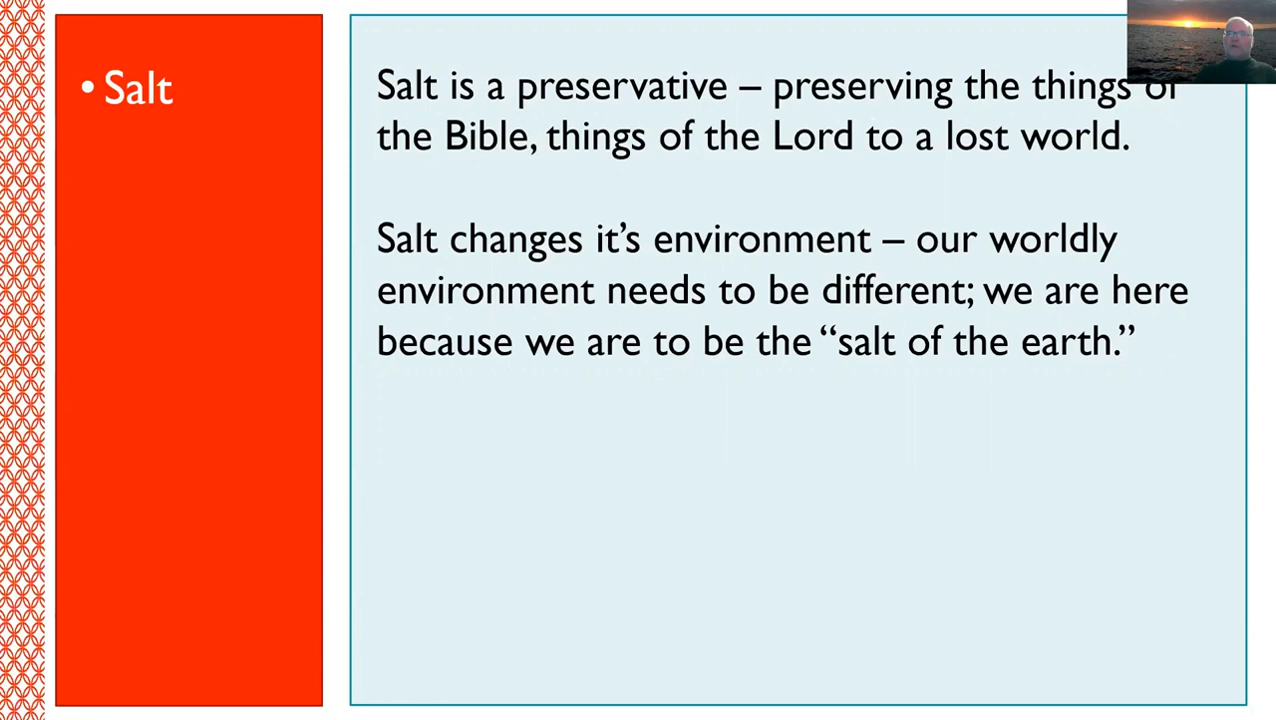 • Salt
Salt is a preservative – preserving the things of
the Bible, things of the Lord to a lost world.
Salt changes it’s environment – our worldly
environment needs to be different; we are here
because we are to be the “salt of the earth.”